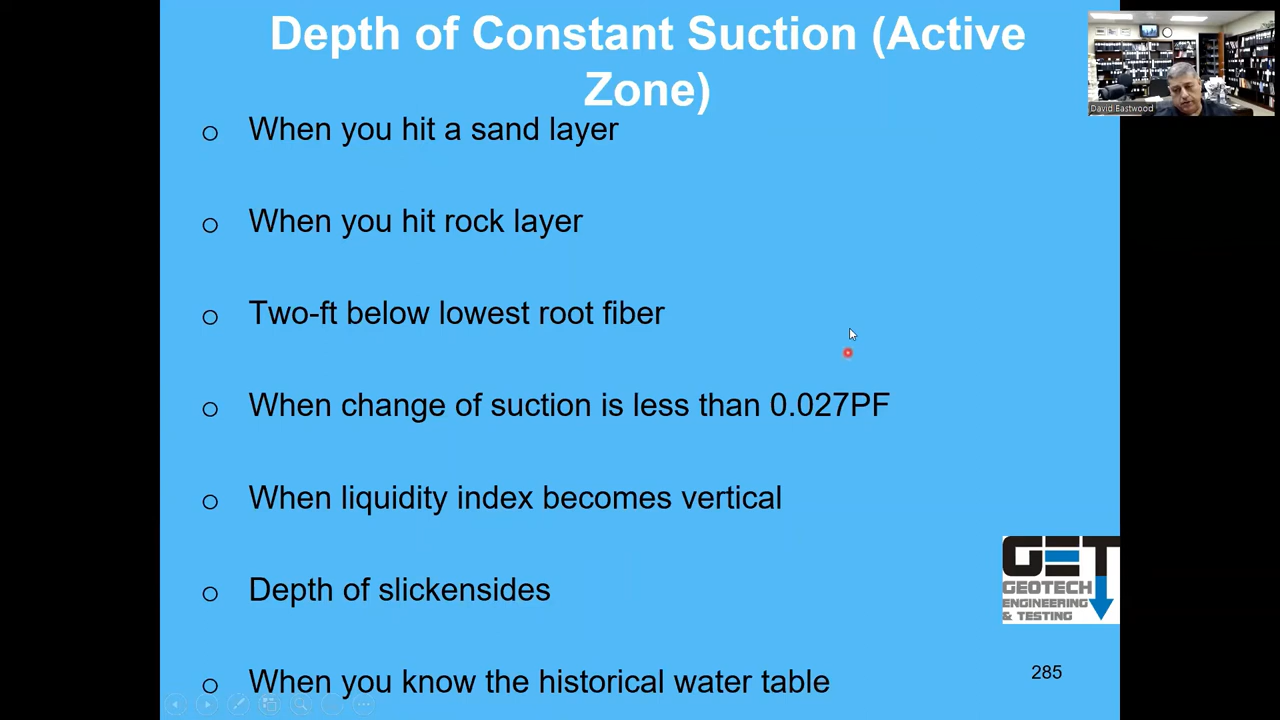 Depth of Constant Suction (Active
Zone)
David Eastwood
o When you hit a sand layer
o When you hit rock layer
o Two-ft below lowest root fiber
o When change of suction is less than 0.027PF
o When liquidity index becomes vertical
o Depth of slickensides
o When you know the historical water table
GET
GEOTECH
ENGINEERING
& TESTING
285